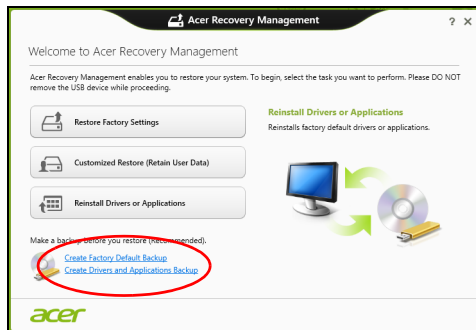 Acer Recovery Management
? ×
Welcome to Acer Recovery Management
Acer Recovery Management enables you to restore your system. To begin, select the task you want to perform. Please DO NOT
remove the USB device while proceeding.
Restore Factory Settings
Customized Restore (Retain User Data)
Reinstall Drivers or Applications
Reinstall Drivers or Applications
Reinstalls factory default drivers or applications.
Make a backup before you restore (Recommended).
Create Factory Default Backup
Create Drivers and Applications Backup
acer